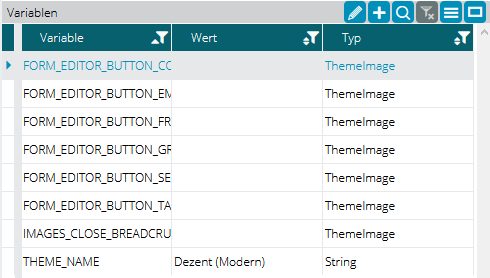 Variablen
Variable Wert Typ
FORM_EDITOR_BUTTON_CC ThemeImage
FORM_EDITOR_BUTTON_EM ThemeImage
FORM_EDITOR_BUTTON_FR ThemeImage
FORM_EDITOR_BUTTON_GR ThemeImage
FORM_EDITOR_BUTTON_SE ThemeImage
FORM_EDITOR_BUTTON_TA ThemeImage
IMAGES_CLOSE_BREADCRU ThemeImage
THEME_NAME Dezent (Modern) String